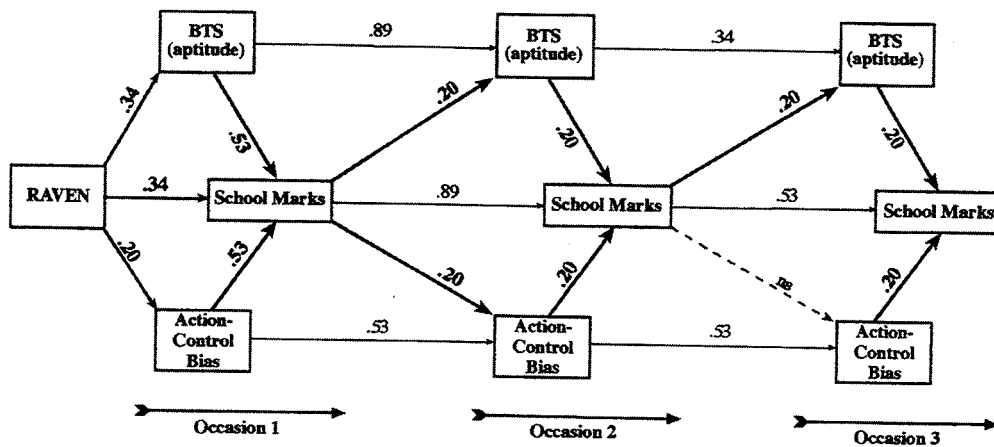 BTS
(aptitude)
.89
BTS
(aptitude)
.34
BTS
(aptitude)
.34
.53
.20
.20
.20
.20
RAVEN
.34
School Marks
.89
School Marks
.53
School Marks
.20
.53
.20
.20
ns
.20
Action-
Control
Bias
.53
Action-
Control
Bias
.53
Action-
Control
Bias
Occasion 1
Occasion 2
Occasion 3